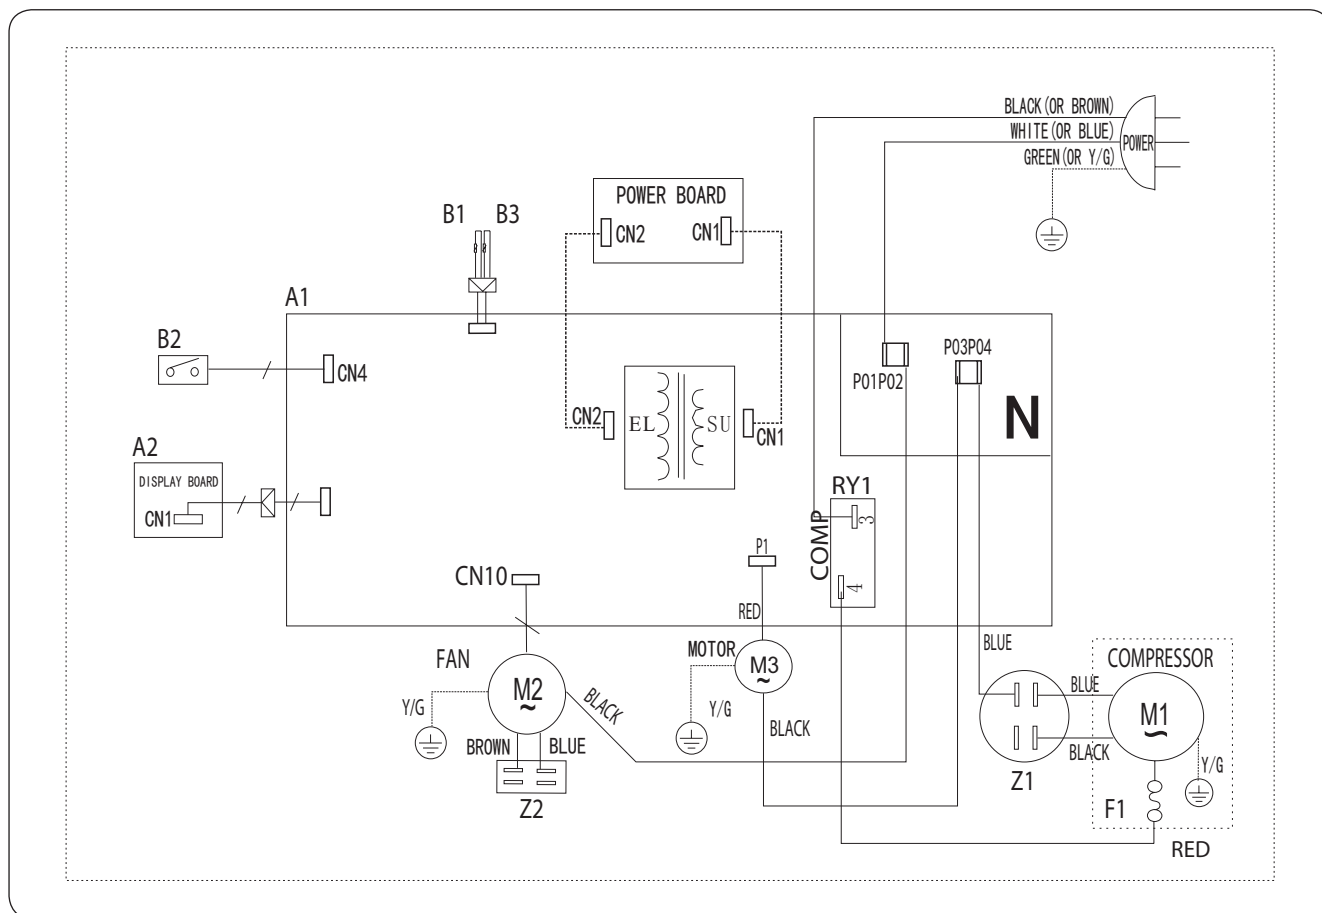 BLACK(OR BROWN)
WHITE(OR BLUE)
GREEN(OR Y/G)
POWER
POWER BOARD
CN2
CN1
B1
B3
A1
B2
CN4
P03P04
P01P02
N
CN2
EL
SU
CN1
A2
DISPLAY BOARD
CN1
RY1
COMP
3
4
P1
CN10
RED
FAN
MOTOR
M3
~
BLUE
COMPRESSOR
M2
~
BLACK
Y/G
Y/G
BLACK
BLUE
M1
~
BLACK
BROWN
BLUE
Y/G
Z2
Z1
F1
RED